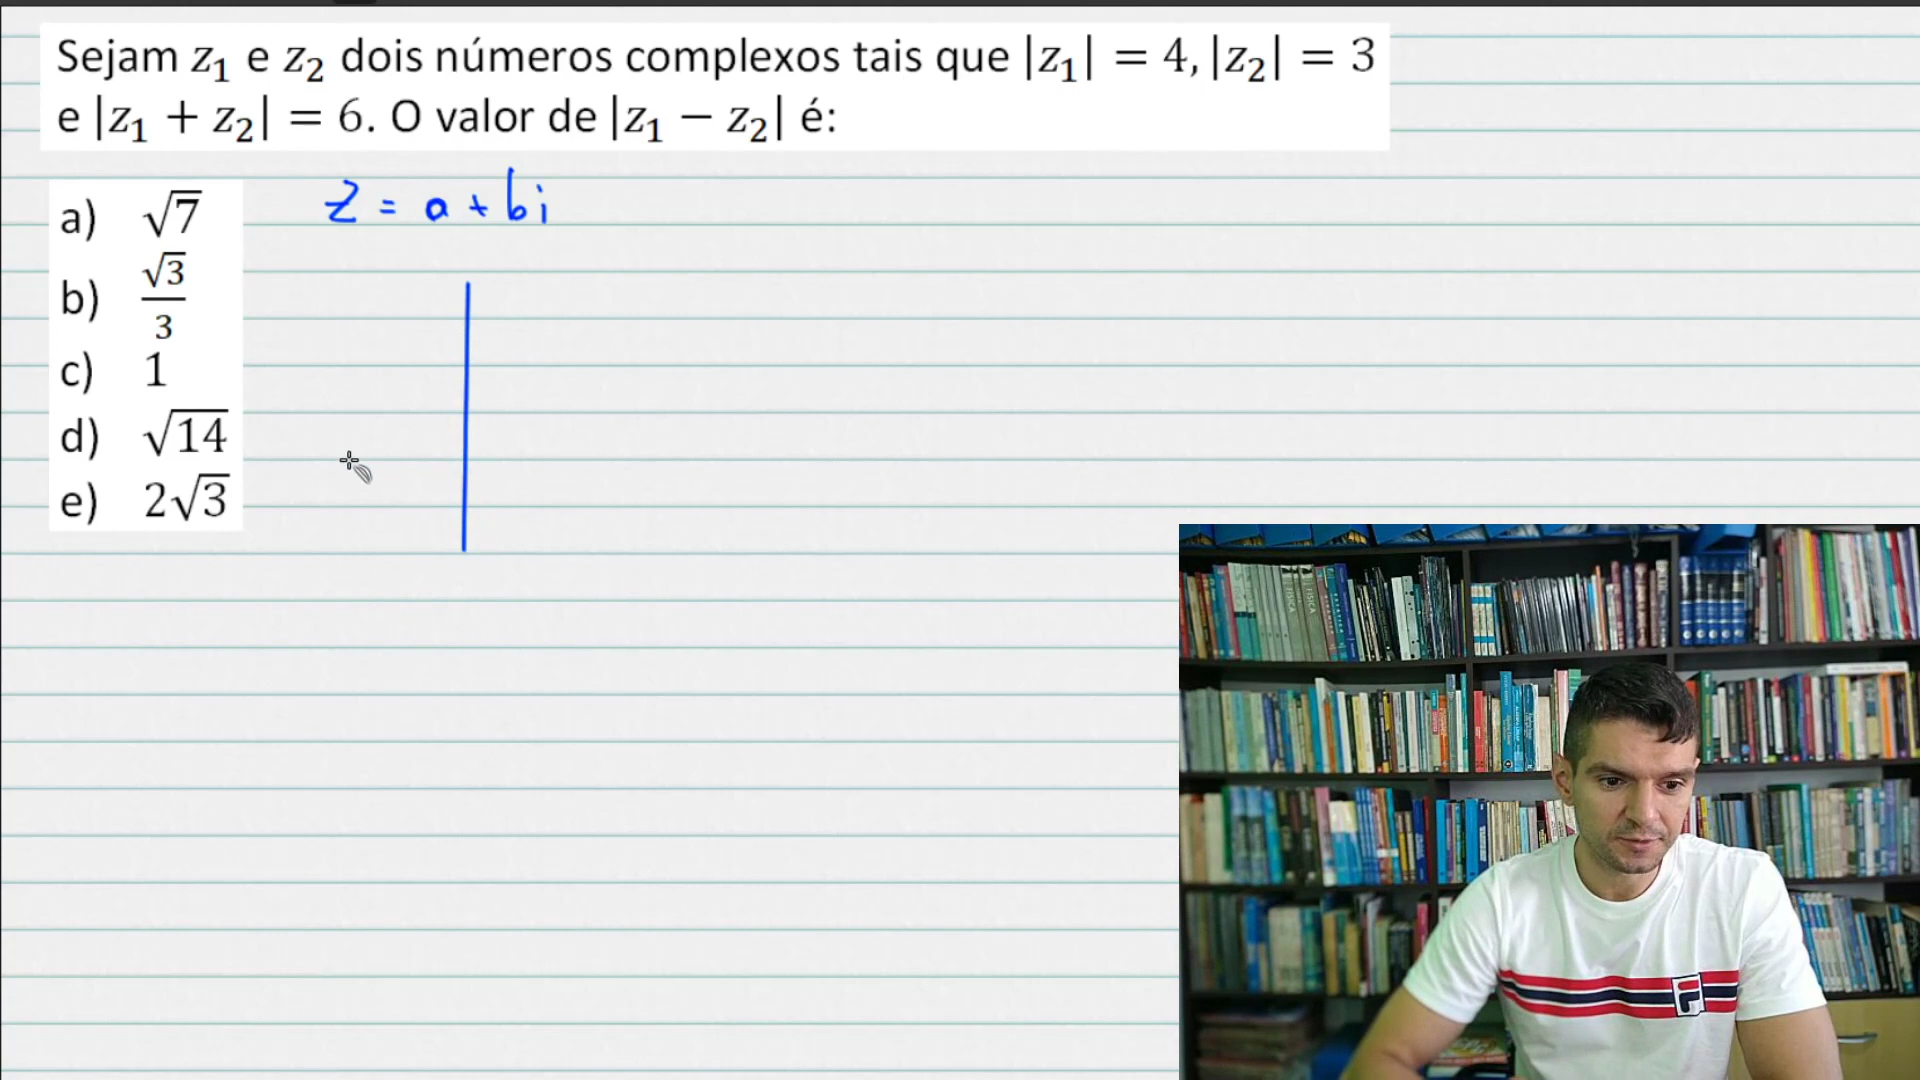 Sejam z₁ e z₂ dois números complexos tais que |z₁| = 4, |z₂| = 3
e |z₁ + z₂| = 6. O valor de |z₁ − z₂| é:
z = a + bi
a) √7
b) √3/3
c) 1
d) √14
e) 2√3